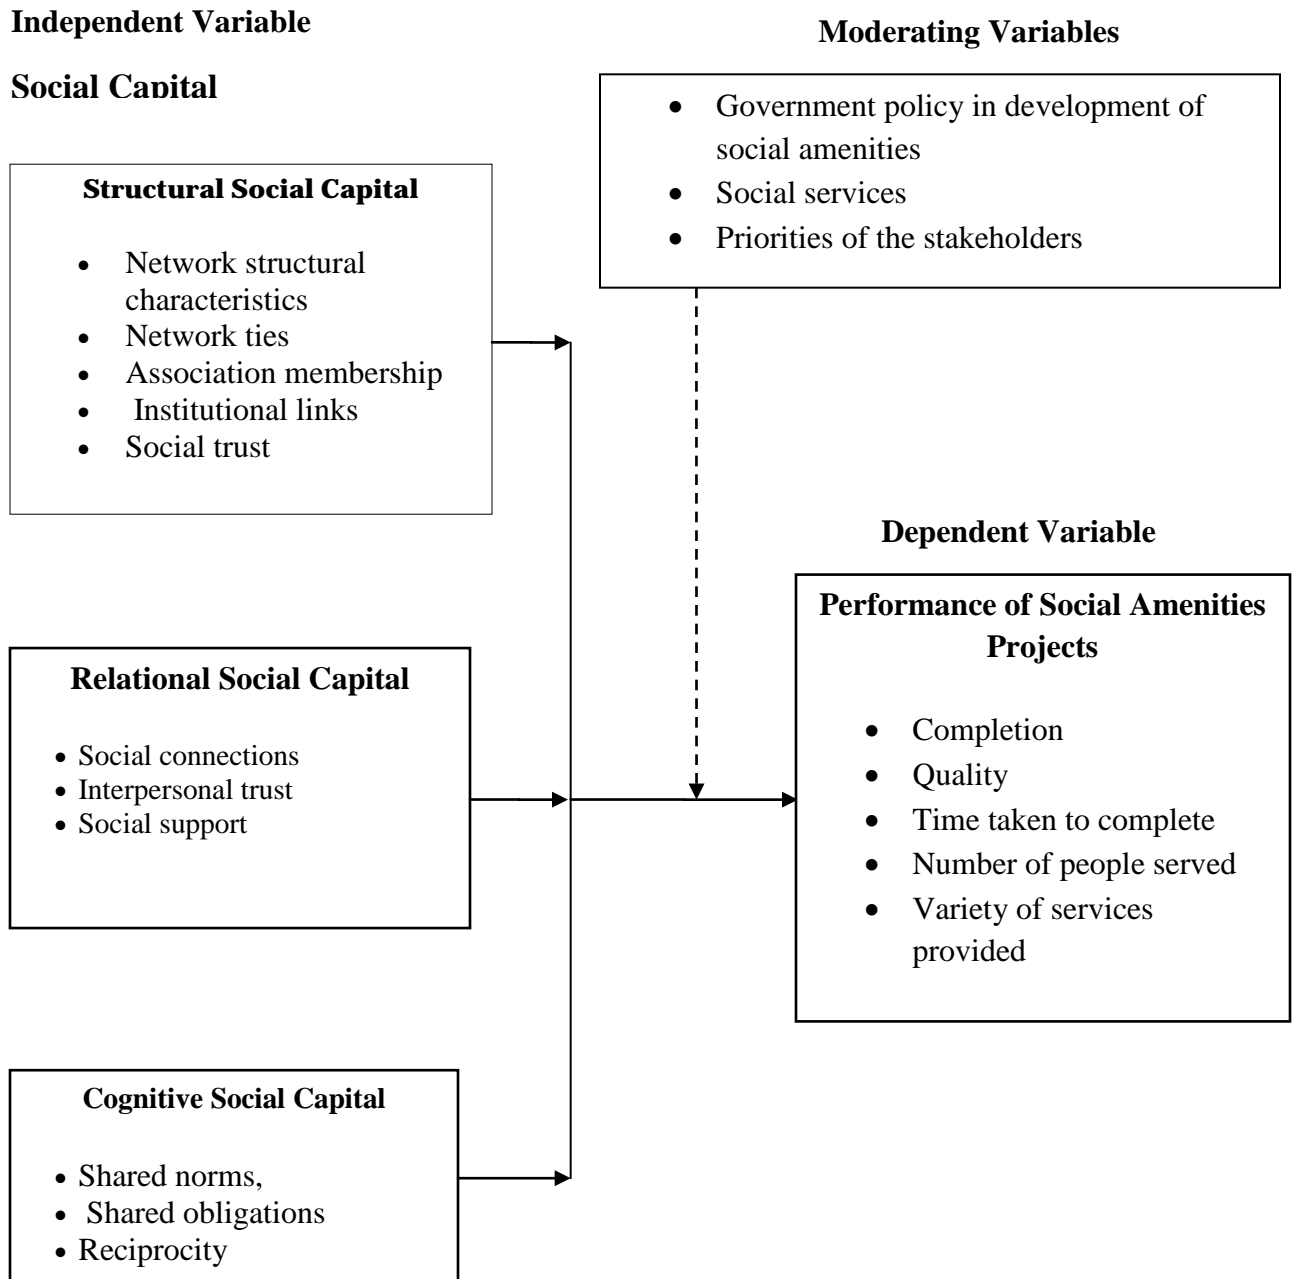 Independent Variable
Social Capital
Structural Social Capital
• Network structural
characteristics
• Network ties
• Association membership
• Institutional links
• Social trust
Relational Social Capital
• Social connections
• Interpersonal trust
• Social support
Cognitive Social Capital
• Shared norms,
• Shared obligations
• Reciprocity
Moderating Variables
• Government policy in development of
social amenities
• Social services
• Priorities of the stakeholders
Dependent Variable
Performance of Social Amenities
Projects
• Completion
• Quality
• Time taken to complete
• Number of people served
• Variety of services
provided